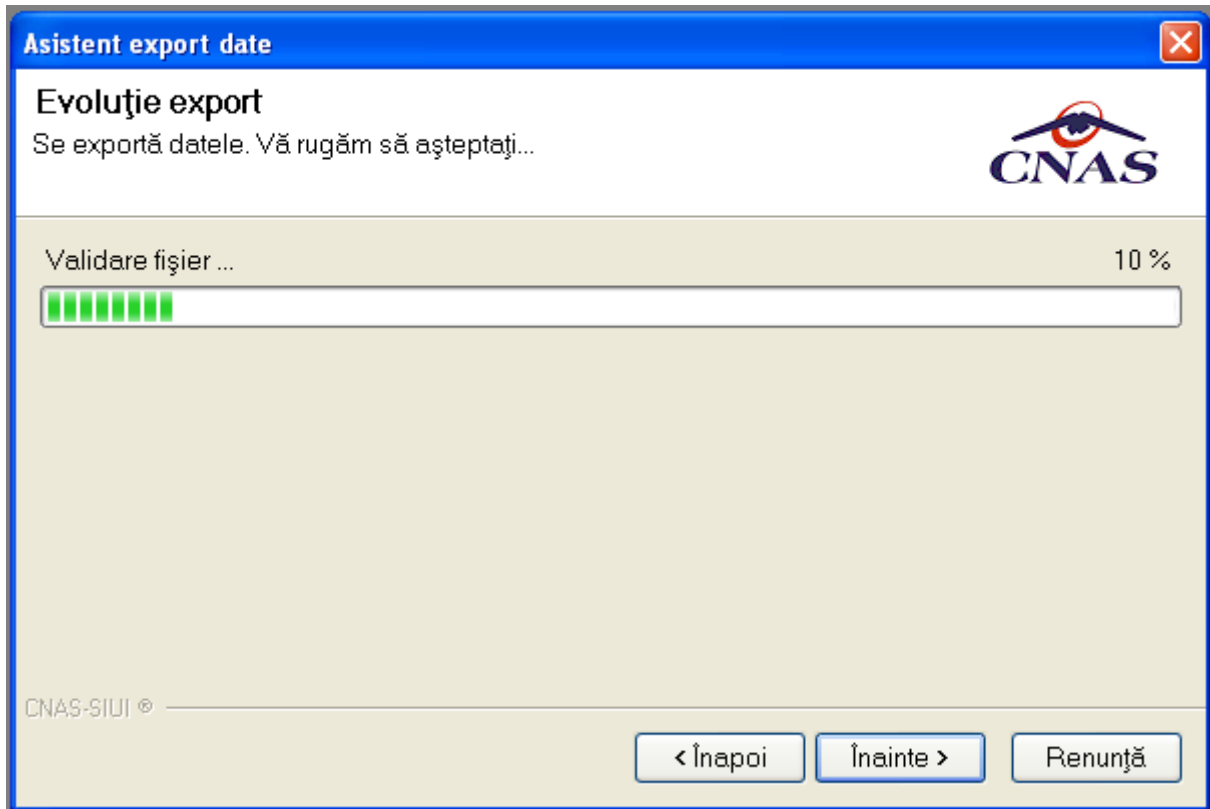 Asistent export date
Evoluţie export
Se exportă datele. Vă rugăm să aşteptaţi...
CNAS
Validare fişier ... 10 %
CNAS-SIUI ®
< Înapoi Înainte > Renunţă